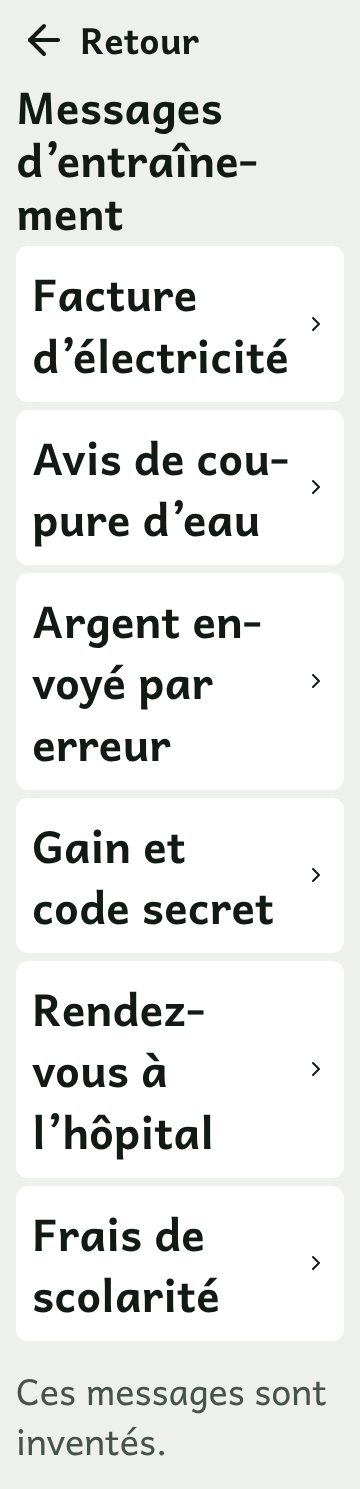 Retour
Messages
d’entraîne-
ment
Facture
d’électricité
Avis de cou-
pure d’eau
Argent en-
voyé par
erreur
Gain et
code secret
Rendez-
vous à
l’hôpital
Frais de
scolarité
Ces messages sont
inventés.